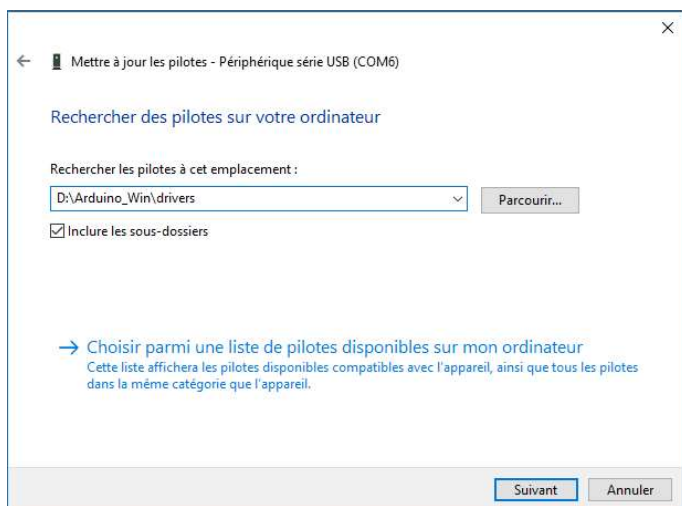 Mettre à jour les pilotes - Périphérique série USB (COM6)
Rechercher des pilotes sur votre ordinateur
Rechercher les pilotes à cet emplacement :
D:\Arduino_Win\drivers
Parcourir...
Inclure les sous-dossiers
Choisir parmi une liste de pilotes disponibles sur mon ordinateur
Cette liste affichera les pilotes disponibles compatibles avec l'appareil, ainsi que tous les pilotes
dans la même catégorie que l'appareil.
Suivant
Annuler